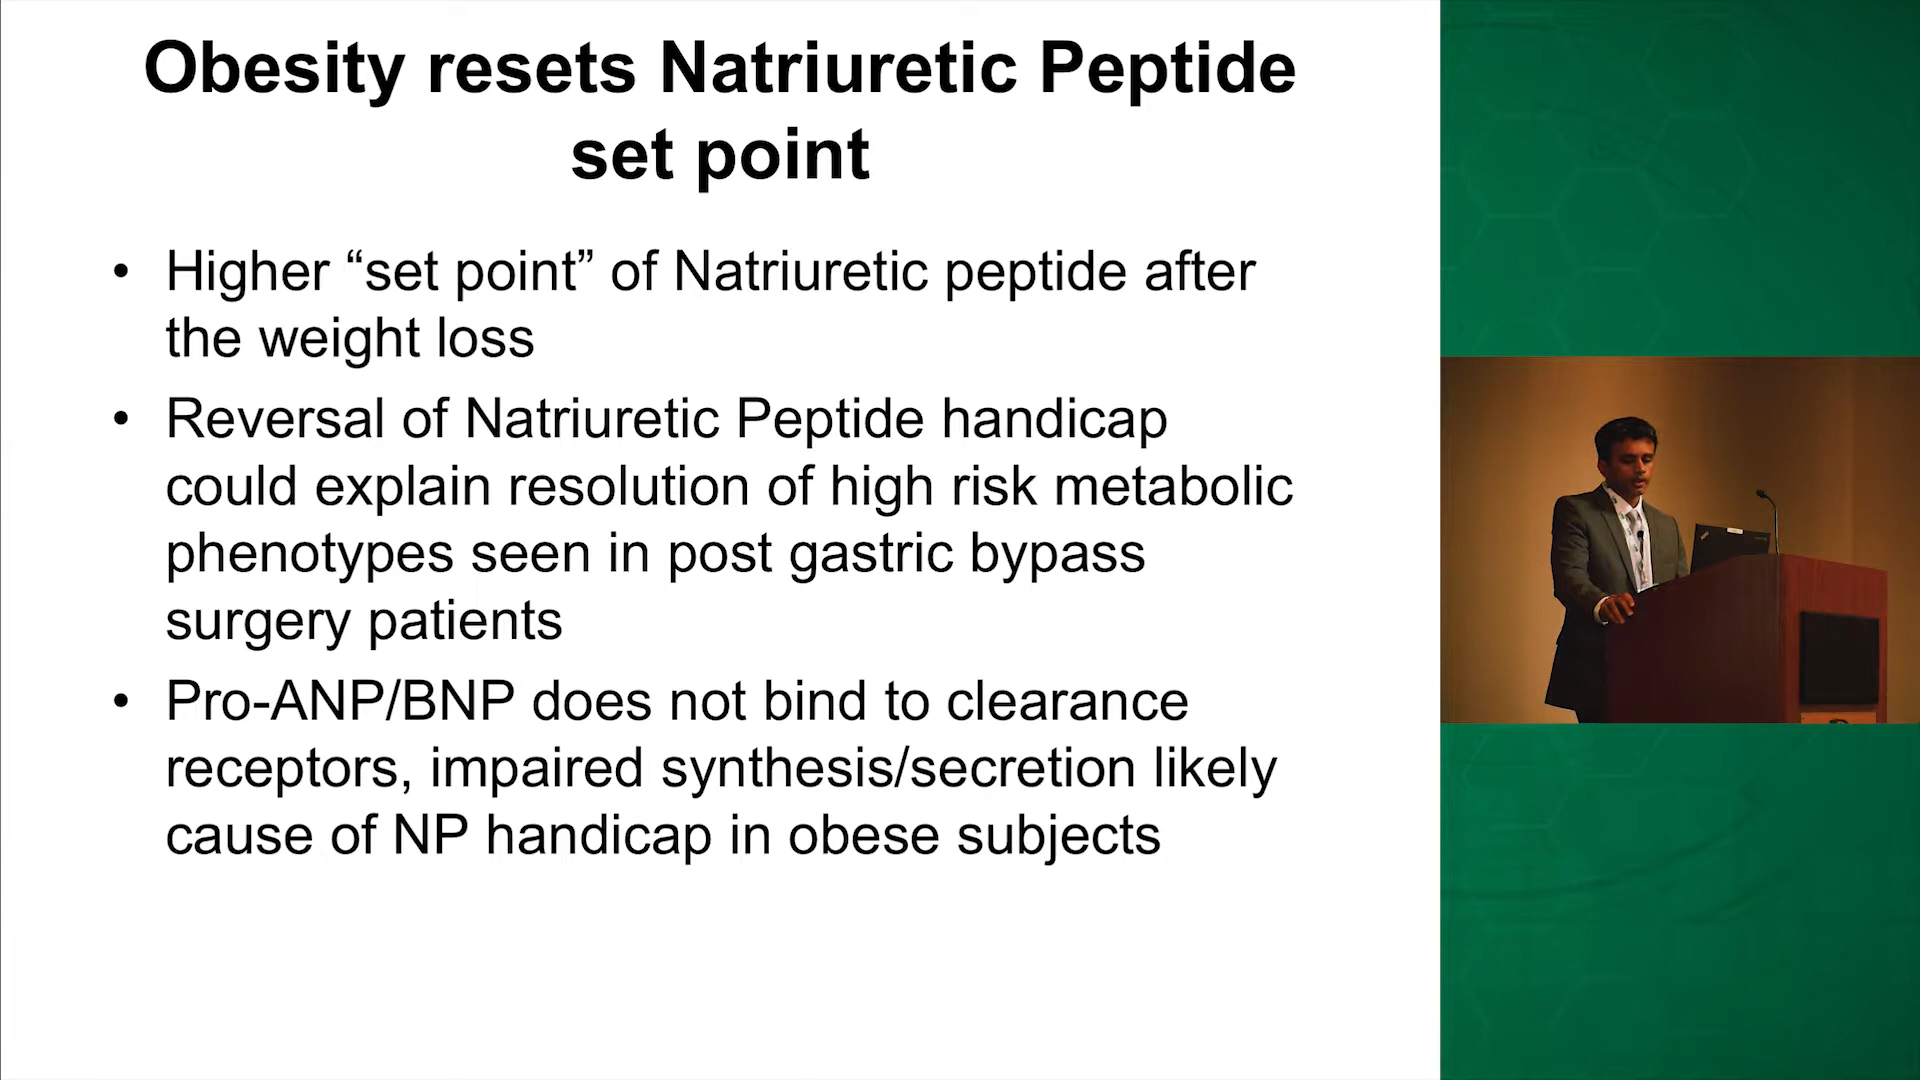 Obesity resets Natriuretic Peptide
set point
• Higher “set point” of Natriuretic peptide after
the weight loss
• Reversal of Natriuretic Peptide handicap
could explain resolution of high risk metabolic
phenotypes seen in post gastric bypass
surgery patients
• Pro-ANP/BNP does not bind to clearance
receptors, impaired synthesis/secretion likely
cause of NP handicap in obese subjects